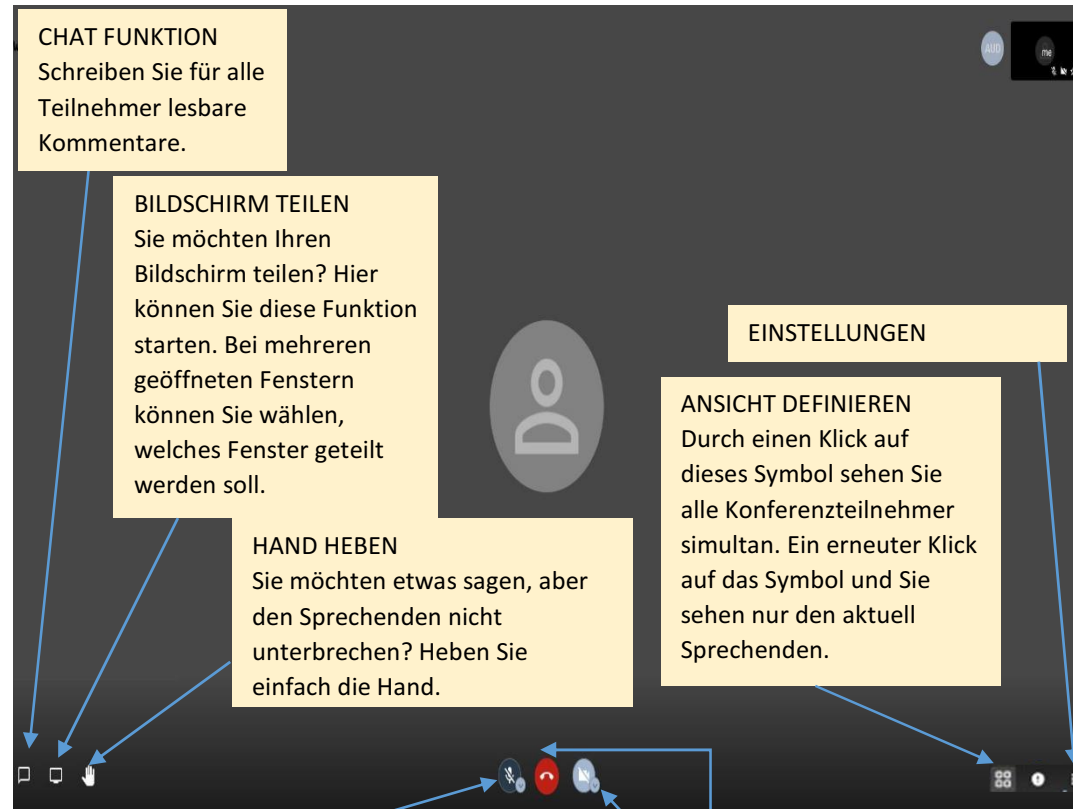 CHAT FUNKTION
Schreiben Sie für alle
Teilnehmer lesbare
Kommentare.
AUD
me
BILDSCHIRM TEILEN
Sie möchten Ihren
Bildschirm teilen? Hier
können Sie diese Funktion
starten. Bei mehreren
geöffneten Fenstern
können Sie wählen,
welches Fenster geteilt
werden soll.
EINSTELLUNGEN
ANSICHT DEFINIEREN
Durch einen Klick auf
dieses Symbol sehen Sie
alle Konferenzteilnehmer
simultan. Ein erneuter Klick
auf das Symbol und Sie
sehen nur den aktuell
Sprechenden.
HAND HEBEN
Sie möchten etwas sagen, aber
den Sprechenden nicht
unterbrechen? Heben Sie
einfach die Hand.